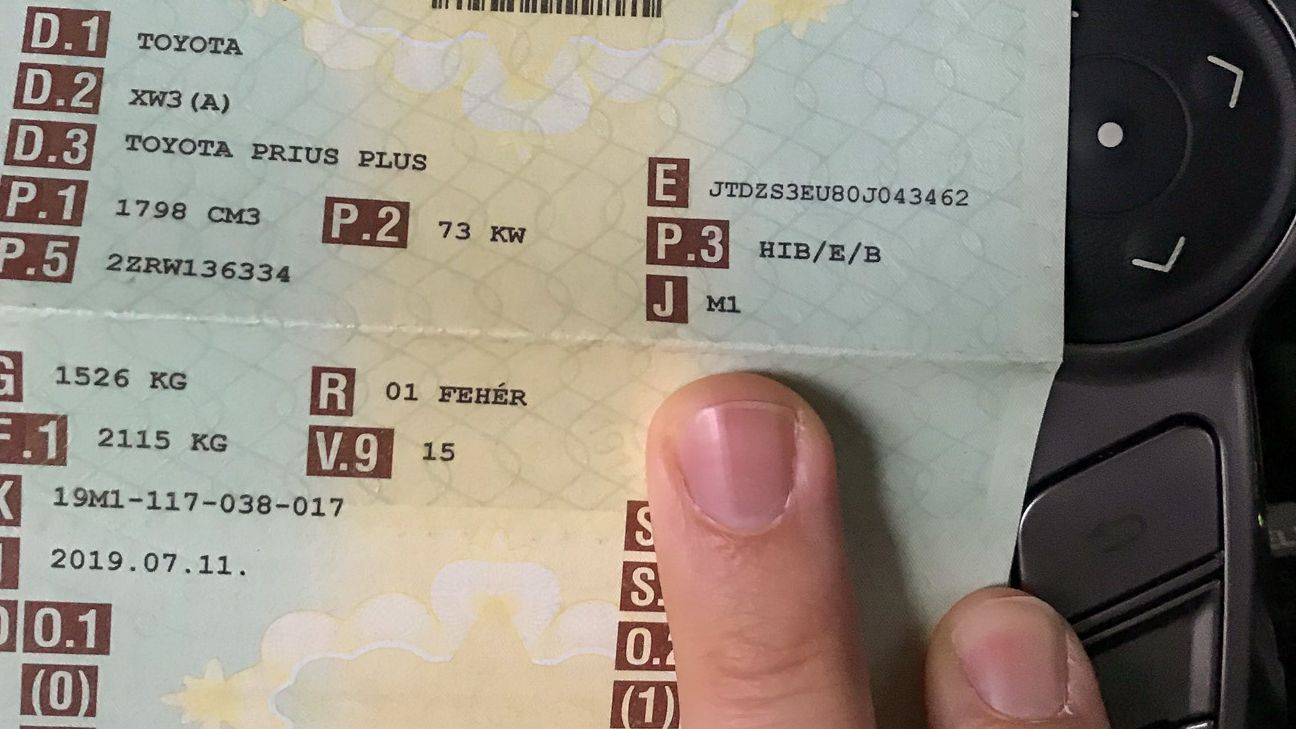 D.1 TOYOTA
D.2 XW3(A)
D.3 TOYOTA PRIUS PLUS
E JTDZS3EU80J043462
P.1 1798 CM3 P.2 73 KW P.3 HIB/E/B
P.5 2ZRW136334 J M1
G 1526 KG R 01 FEHÉR
F.1 2115 KG V.9 15
K 19M1-117-038-017
2019.07.11.
O.1
(0) (1)